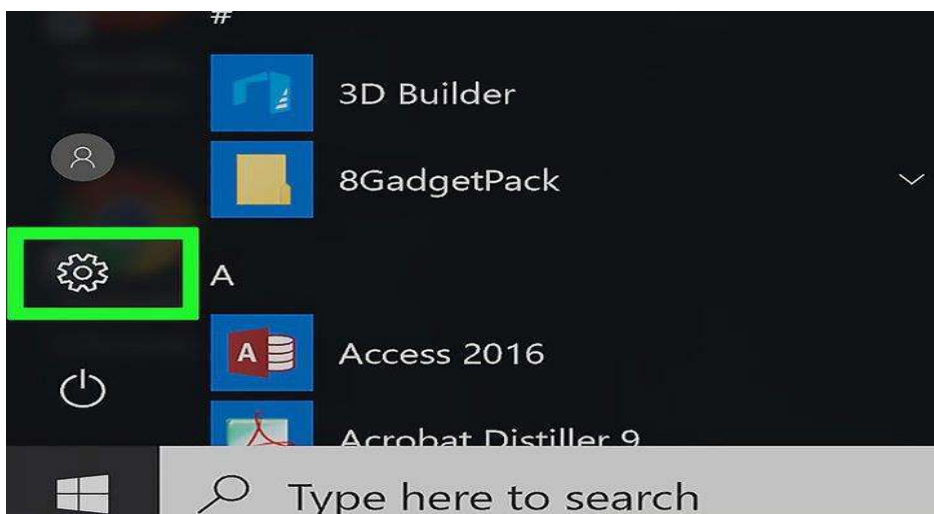 #
3D Builder
8GadgetPack
A
Access 2016
Acrobat Distiller 9
Type here to search